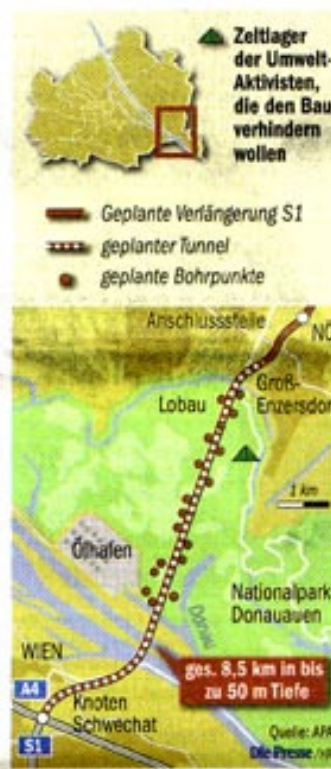 Zeltlager
der Umwelt-
Aktivisten,
die den Bau
verhindern
wollen
Geplante Verlängerung S1
geplanter Tunnel
geplante Bohrpunkte
Anschlussstelle
Groß-
Enzersdorf
Lobau
1 km
Ölhafen
Nationalpark
Donauauen
Donau
WIEN
ges. 8,5 km in bis
zu 50 m Tiefe
A4
Knoten
Schwechat
S1
Quelle: APA
Die Presse